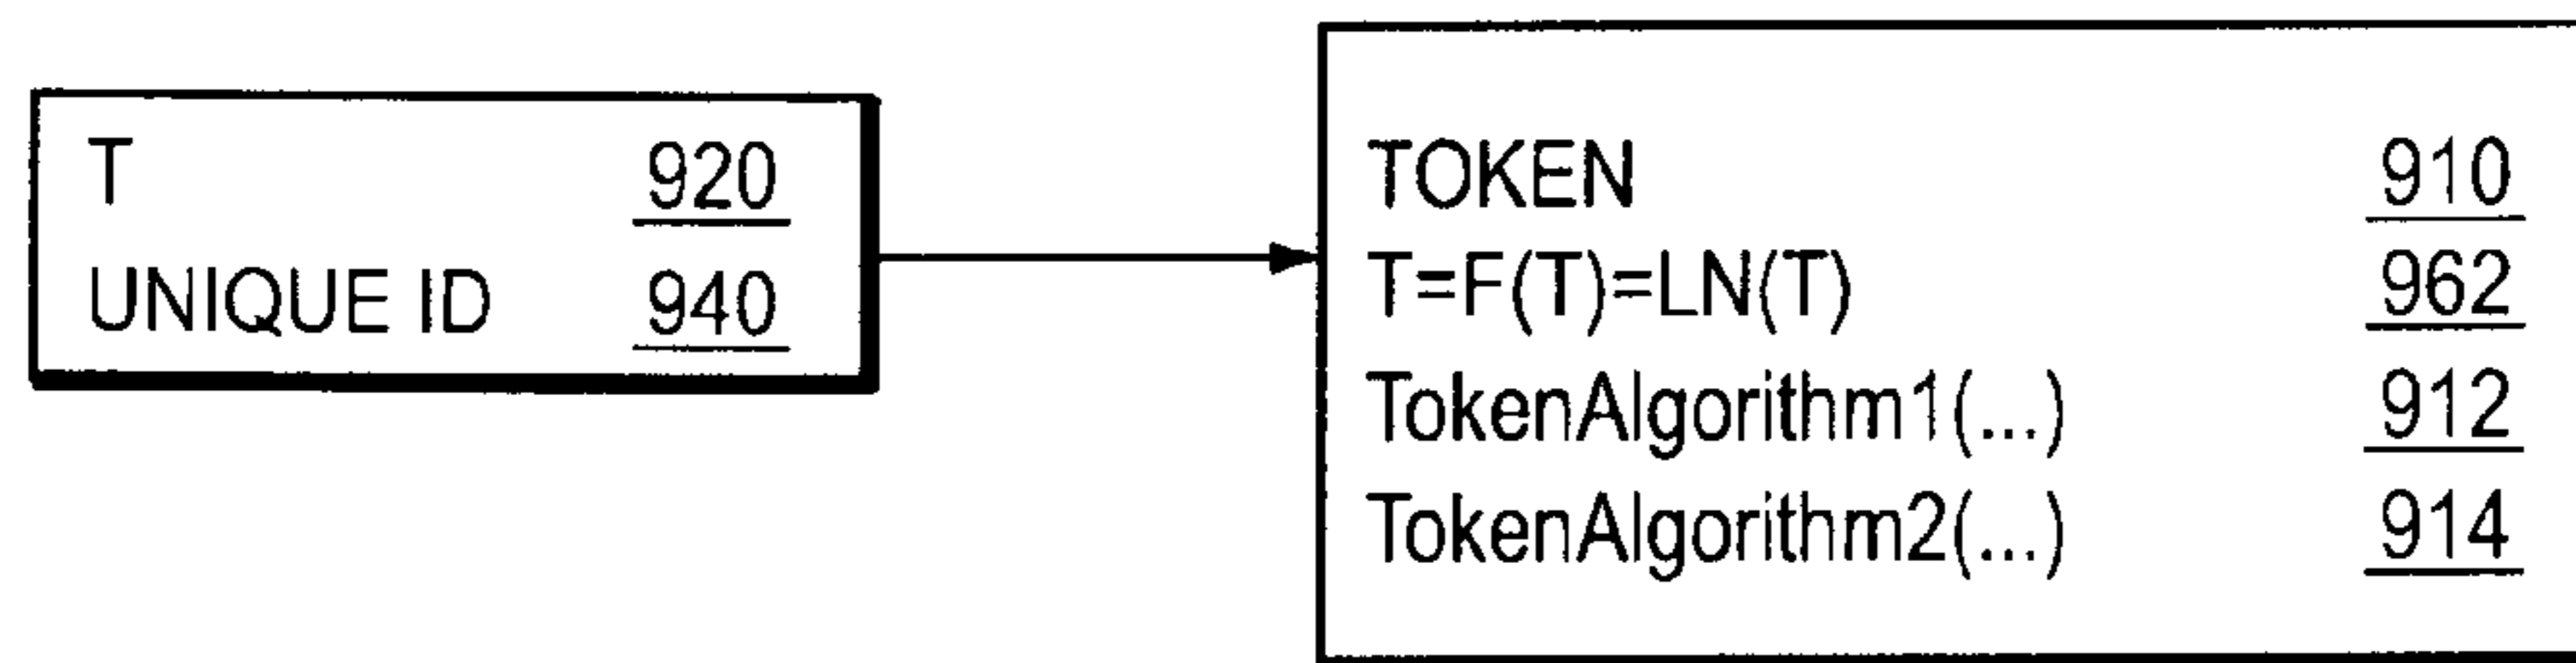 T 920
UNIQUE ID 940
TOKEN 910
T=F(T)=LN(T) 962
TokenAlgorithm1(...) 912
TokenAlgorithm2(...) 914